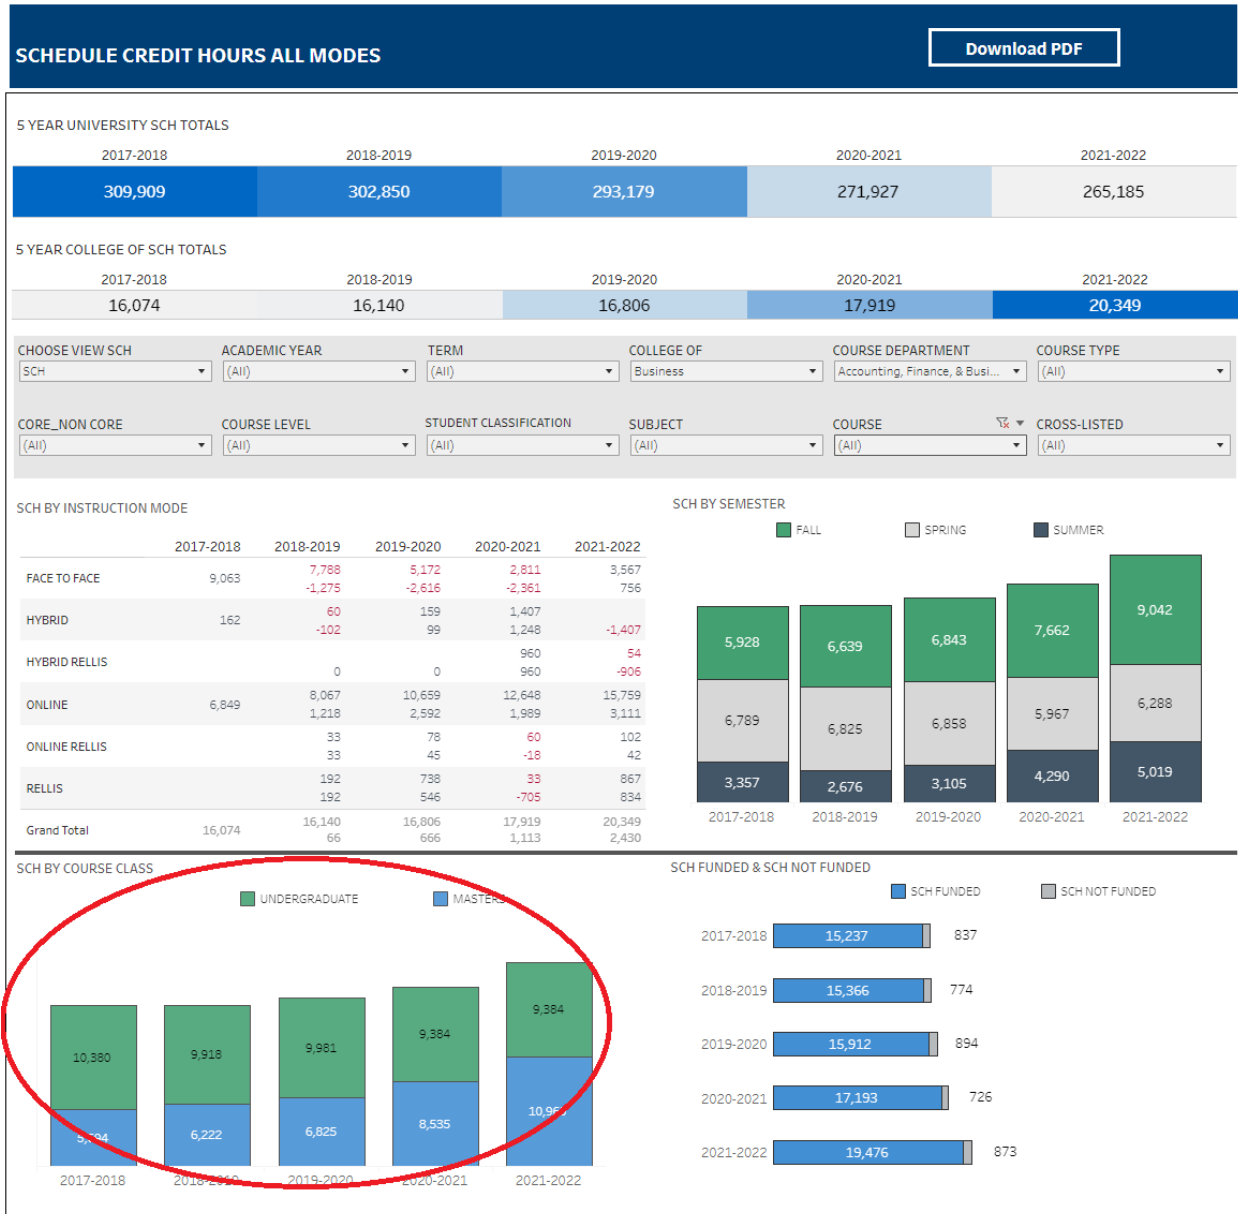 SCHEDULE CREDIT HOURS ALL MODES
Download PDF
5 YEAR UNIVERSITY SCH TOTALS
2017-2018 2018-2019 2019-2020 2020-2021 2021-2022
309,909 302,850 293,179 271,927 265,185
5 YEAR COLLEGE OF SCH TOTALS
2017-2018 2018-2019 2019-2020 2020-2021 2021-2022
16,074 16,140 16,806 17,919 20,349
CHOOSE VIEW SCH ACADEMIC YEAR TERM COLLEGE OF COURSE DEPARTMENT COURSE TYPE
SCH (All) (All) Business Accounting, Finance, & Busi... (All)
CORE_NON CORE COURSE LEVEL STUDENT CLASSIFICATION SUBJECT COURSE CROSS-LISTED
(All) (All) (All) (All) (All) (All)
SCH BY INSTRUCTION MODE
2017-2018 2018-2019 2019-2020 2020-2021 2021-2022
FACE TO FACE 9,063 7,788 5,172 2,811 3,567
-1,275 -2,616 -2,361 756
HYBRID 162 60 159 1,407
-102 99 1,248 -1,407
HYBRID RELLIS 960 54
0 0 960 -906
ONLINE 6,849 8,067 10,659 12,648 15,759
1,218 2,592 1,989 3,111
ONLINE RELLIS 33 78 60 102
33 45 -18 42
RELLIS 192 738 33 867
192 546 -705 834
Grand Total 16,074 16,140 16,806 17,919 20,349
66 666 1,113 2,430
SCH BY SEMESTER
FALL SPRING SUMMER
5,928 6,639 6,843 7,662 9,042
6,789 6,825 6,858 5,967 6,288
3,357 2,676 3,105 4,290 5,019
2017-2018 2018-2019 2019-2020 2020-2021 2021-2022
SCH BY COURSE CLASS
UNDERGRADUATE MASTERS
10,380 9,918 9,981 9,384 9,384
6,222 6,825 8,535
2017-2018 2018-2019 2019-2020 2020-2021 2021-2022
SCH FUNDED & SCH NOT FUNDED
SCH FUNDED SCH NOT FUNDED
2017-2018 15,237 837
2018-2019 15,366 774
2019-2020 15,912 894
2020-2021 17,193 726
2021-2022 19,476 873